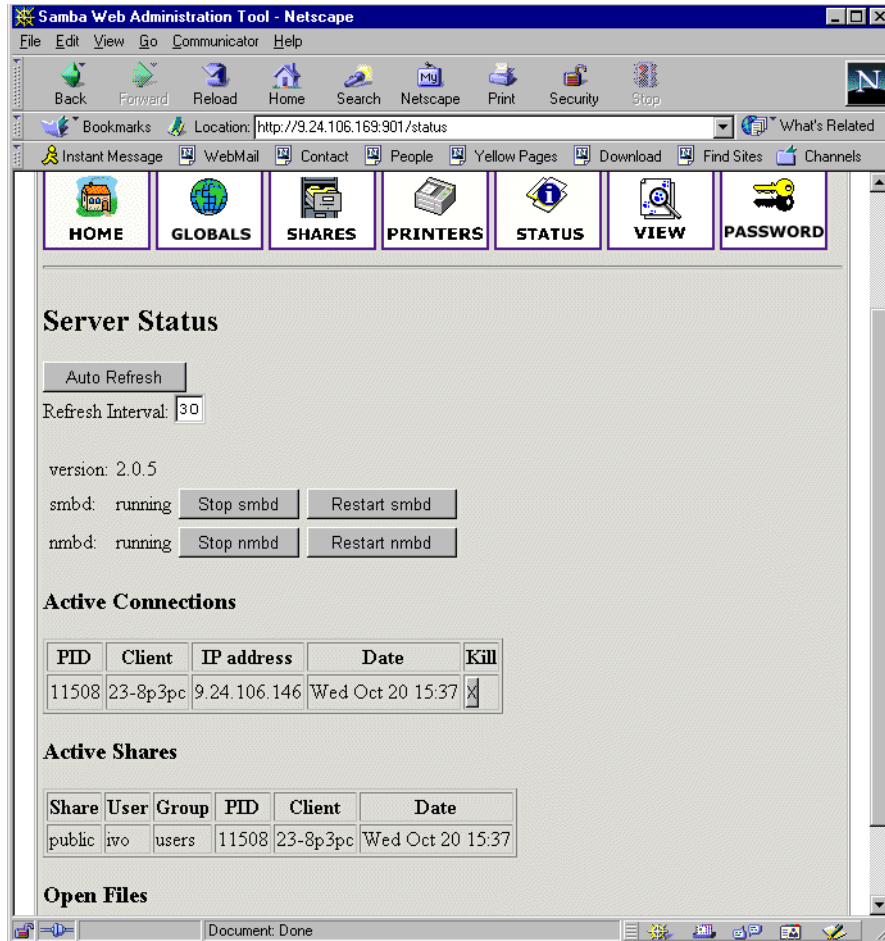 Samba Web Administration Tool - Netscape
File Edit View Go Communicator Help
Back Forward Reload Home Search Netscape Print Security Stop
Bookmarks Location: http://9.24.106.169:901/status What's Related
Instant Message WebMail Contact People Yellow Pages Download Find Sites Channels
HOME GLOBALS SHARES PRINTERS STATUS VIEW PASSWORD
Server Status
Auto Refresh
Refresh Interval: 30
version: 2.0.5
smbd: running Stop smbd Restart smbd
nmbd: running Stop nmbd Restart nmbd
Active Connections
PID Client IP address Date Kill
11508 23-8p3pc 9.24.106.146 Wed Oct 20 15:37 X
Active Shares
Share User Group PID Client Date
public ivo users 11508 23-8p3pc Wed Oct 20 15:37
Open Files
Document: Done